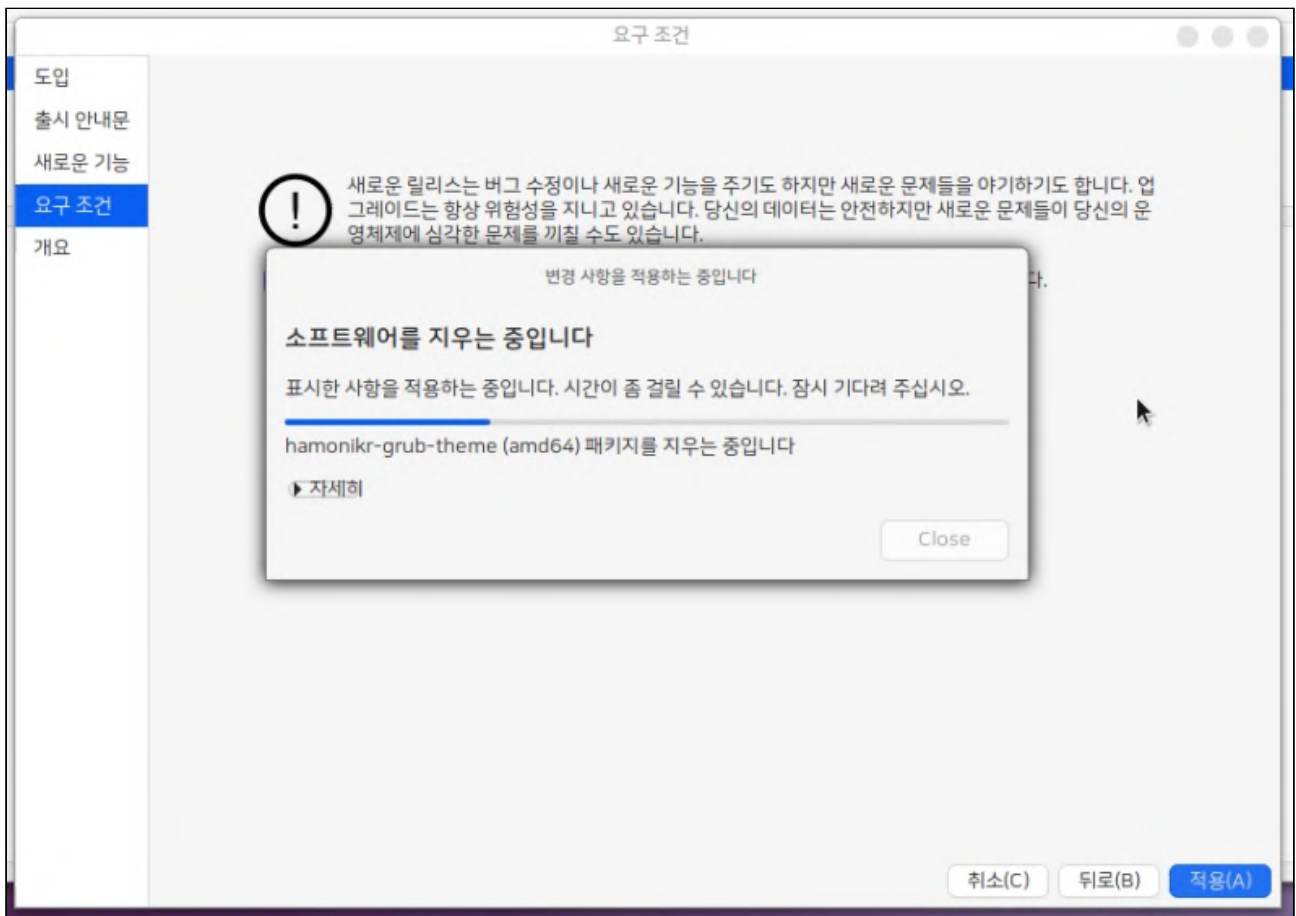 요구 조건
도입
출시 안내문
새로운 기능
요구 조건
개요
!
새로운 릴리스는 버그 수정이나 새로운 기능을 주기도 하지만 새로운 문제들을 야기하기도 합니다. 업
그레이드는 항상 위험성을 지니고 있습니다. 당신의 데이터는 안전하지만 새로운 문제들이 당신의 운
영체제에 심각한 문제를 끼칠 수도 있습니다.
다.
변경 사항을 적용하는 중입니다
소프트웨어를 지우는 중입니다
표시한 사항을 적용하는 중입니다. 시간이 좀 걸릴 수 있습니다. 잠시 기다려 주십시오.
hamonikr-grub-theme (amd64) 패키지를 지우는 중입니다
자세히
Close
취소(C)
뒤로(B)
적용(A)